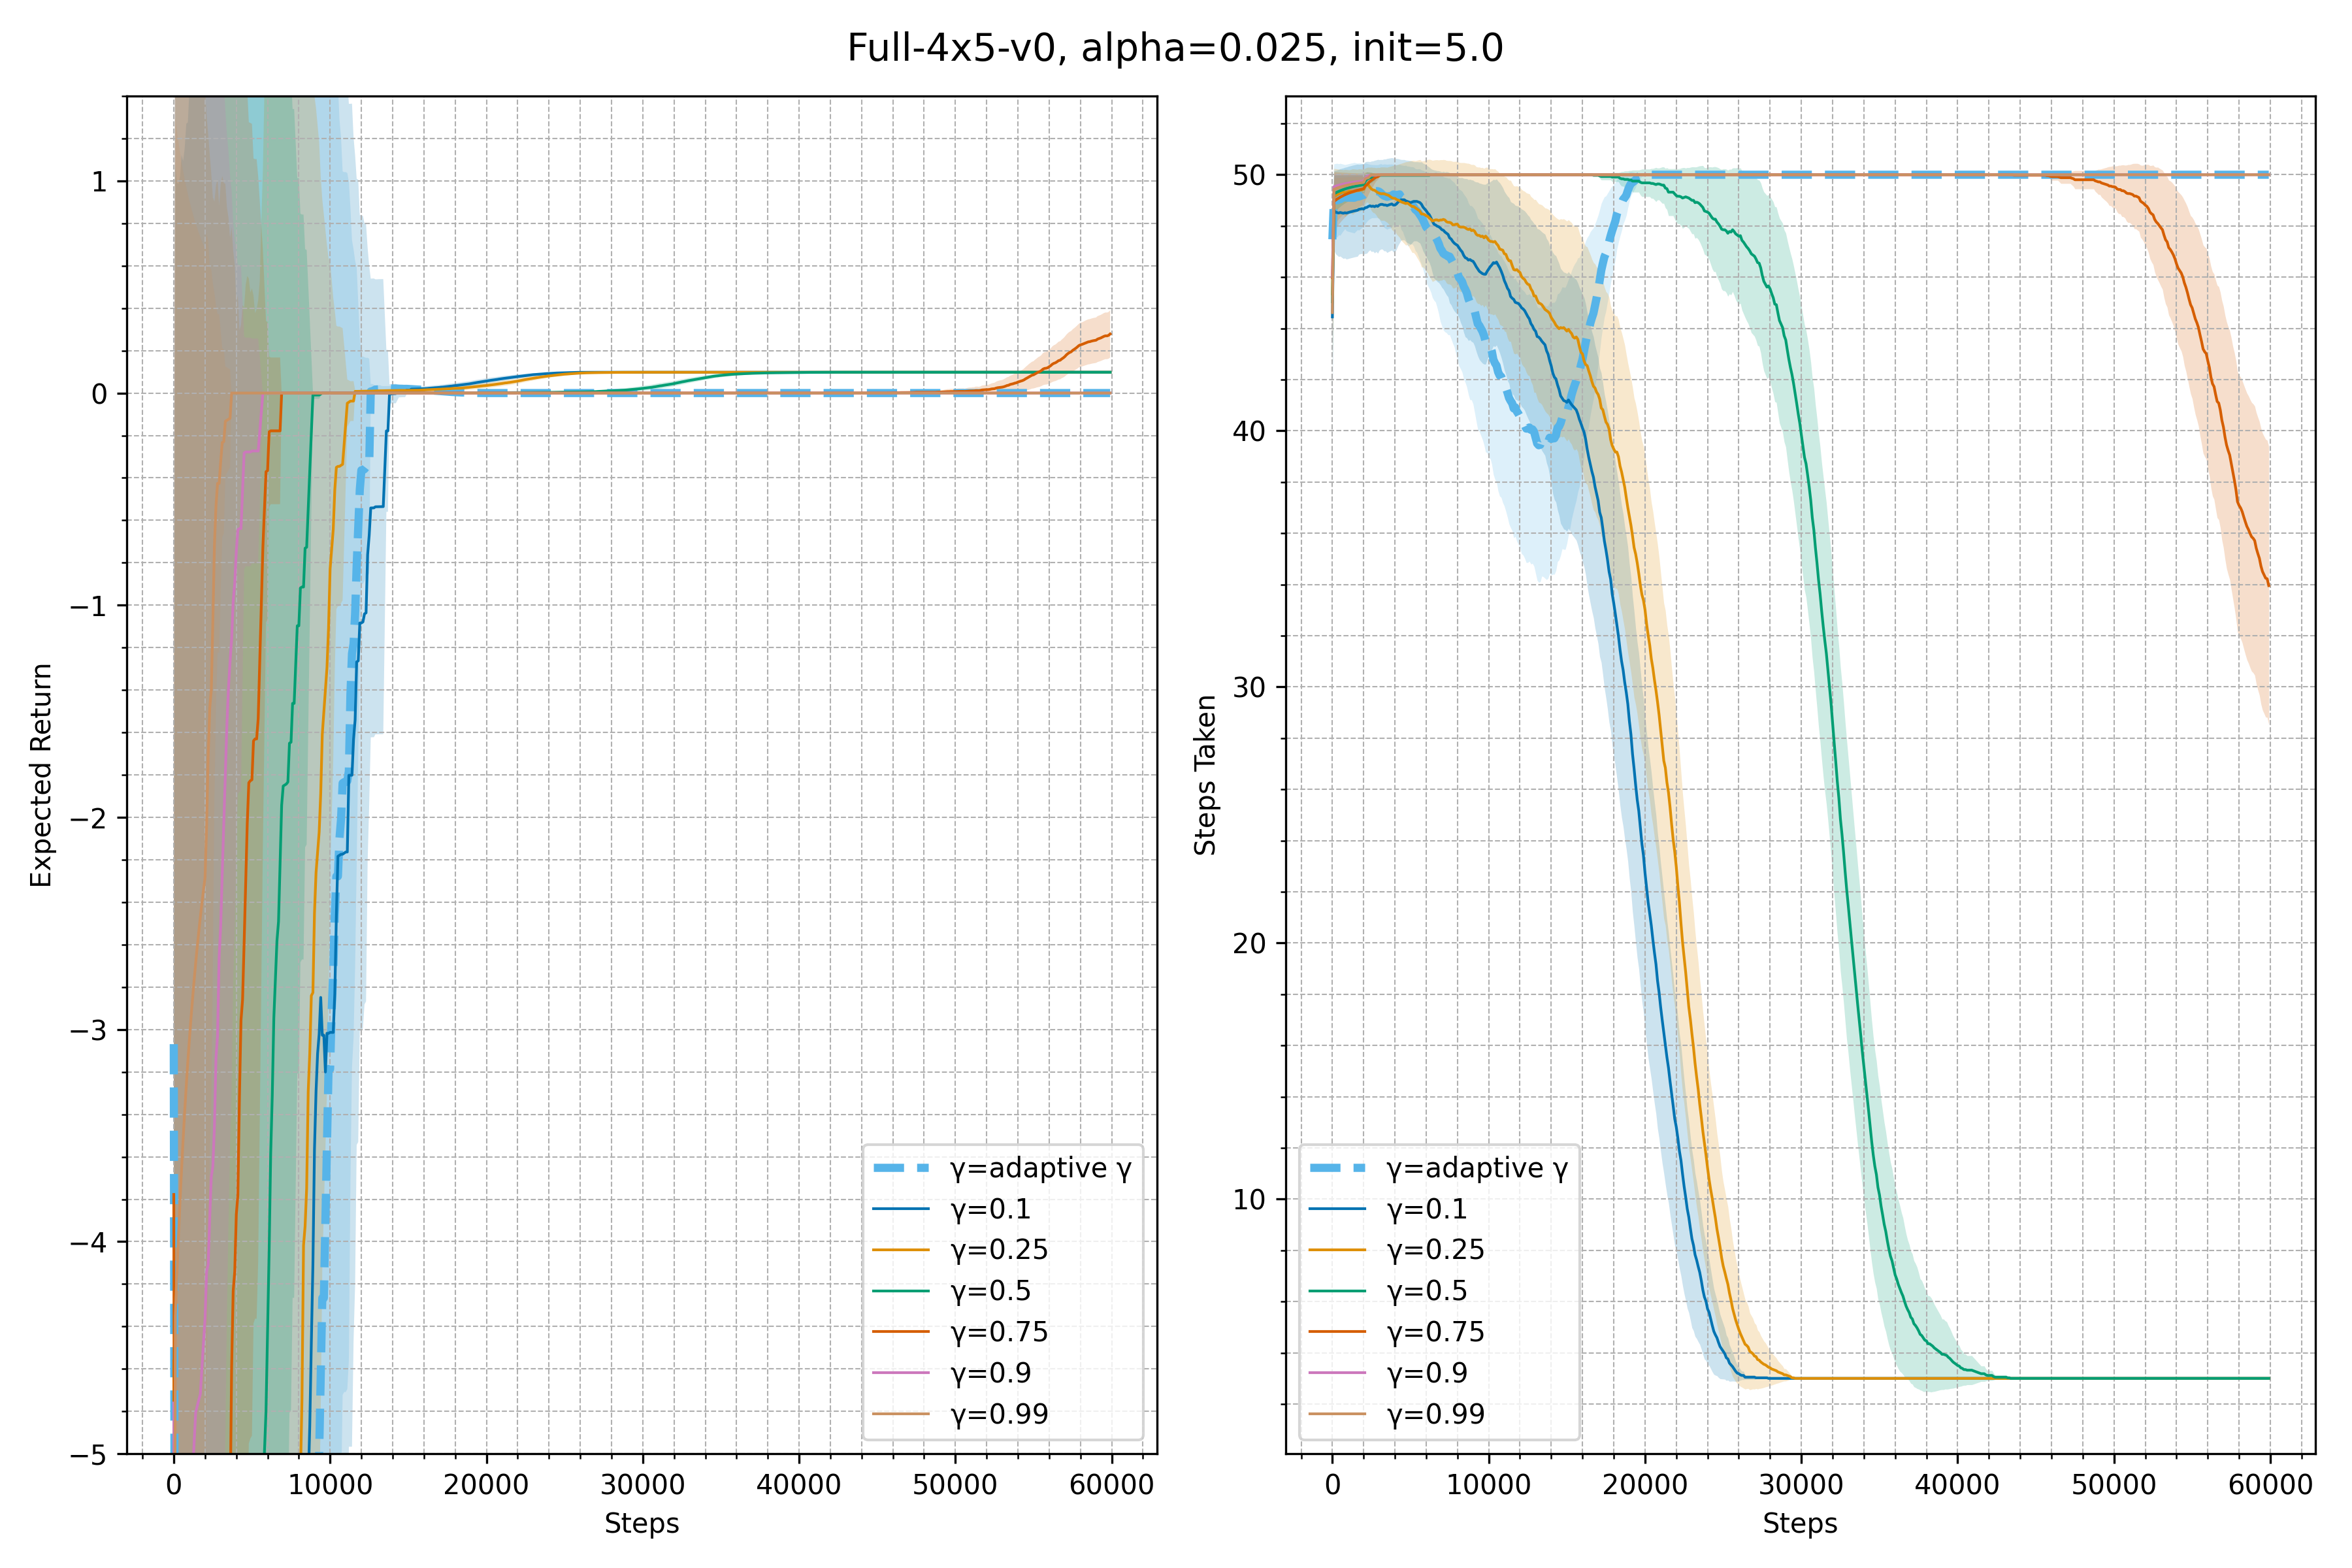 Full-4x5-v0, alpha=0.025, init=5.0
Expected Return
1
0
−1
−2
−3
−4
−5
0 10000 20000 30000 40000 50000 60000
Steps
γ=adaptive γ
γ=0.1
γ=0.25
γ=0.5
γ=0.75
γ=0.9
γ=0.99
Steps Taken
50
40
30
20
10
0 10000 20000 30000 40000 50000 60000
Steps
γ=adaptive γ
γ=0.1
γ=0.25
γ=0.5
γ=0.75
γ=0.9
γ=0.99